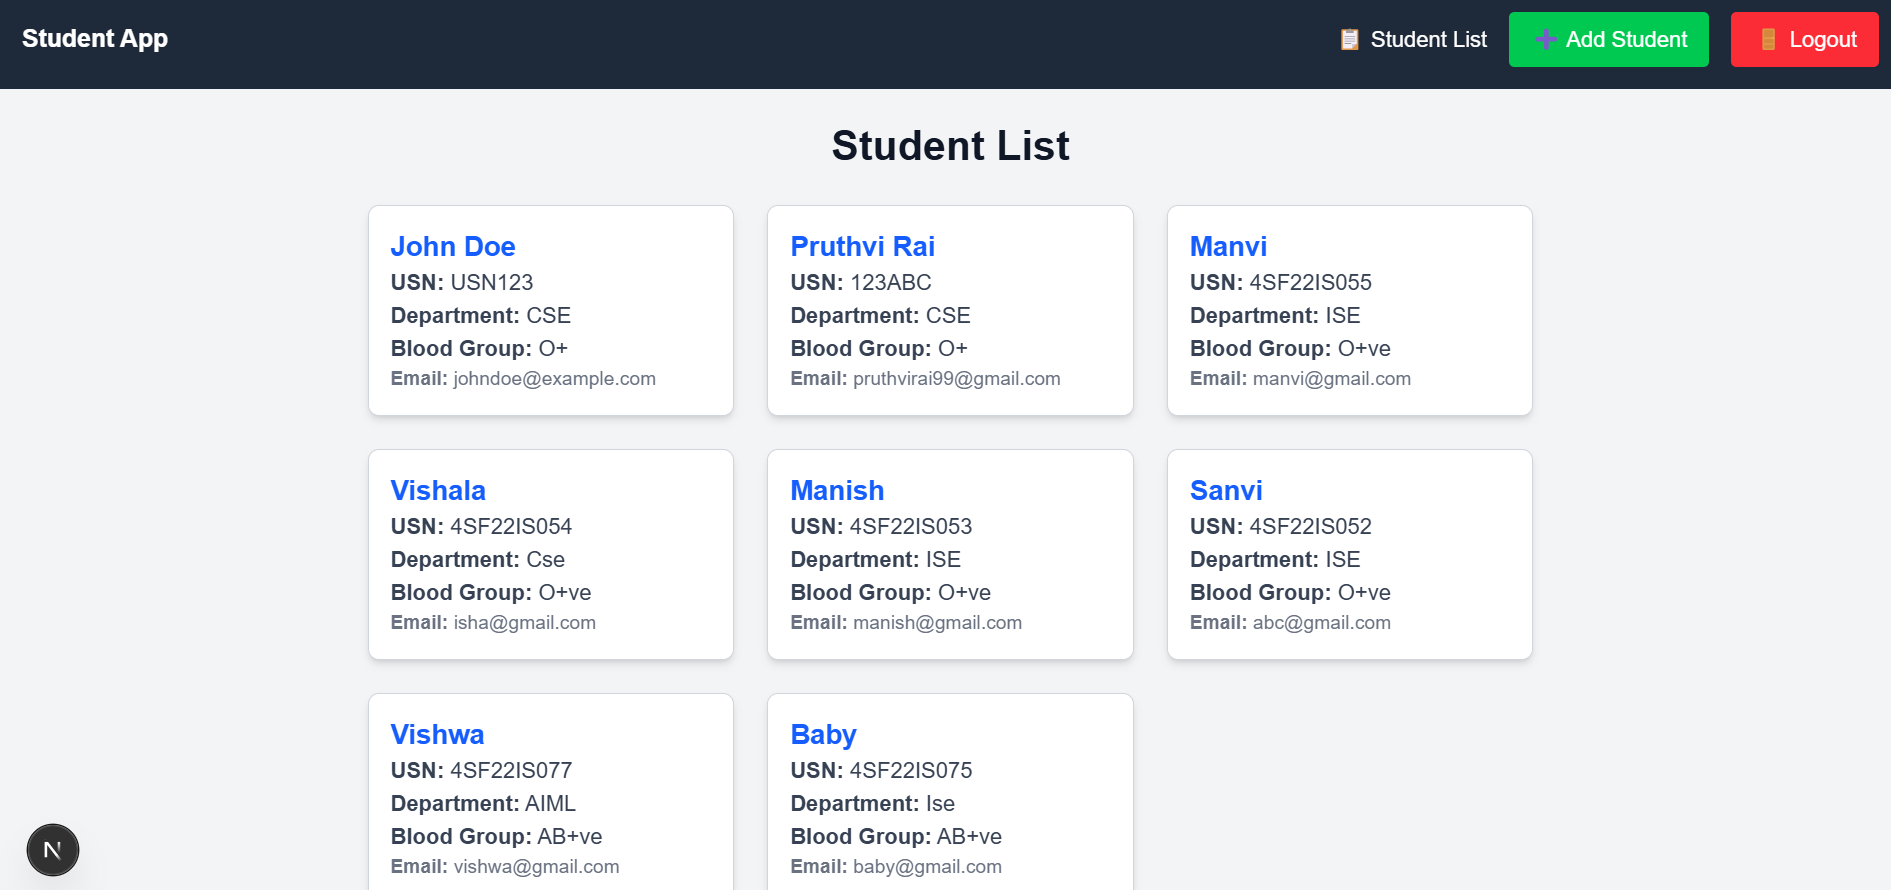 Student App
Student List
Add Student
Logout
Student List
John Doe
USN: USN123
Department: CSE
Blood Group: O+
Email: johndoe@example.com
Pruthvi Rai
USN: 123ABC
Department: CSE
Blood Group: O+
Email: pruthvirai99@gmail.com
Manvi
USN: 4SF22IS055
Department: ISE
Blood Group: O+ve
Email: manvi@gmail.com
Vishala
USN: 4SF22IS054
Department: Cse
Blood Group: O+ve
Email: isha@gmail.com
Manish
USN: 4SF22IS053
Department: ISE
Blood Group: O+ve
Email: manish@gmail.com
Sanvi
USN: 4SF22IS052
Department: ISE
Blood Group: O+ve
Email: abc@gmail.com
Vishwa
USN: 4SF22IS077
Department: AIML
Blood Group: AB+ve
Email: vishwa@gmail.com
Baby
USN: 4SF22IS075
Department: Ise
Blood Group: AB+ve
Email: baby@gmail.com
N